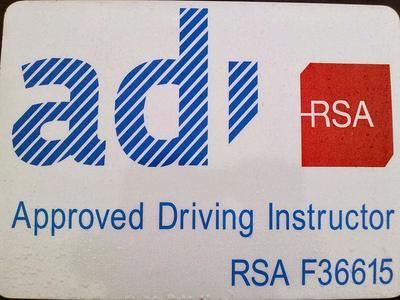 adi
RSA
Approved Driving Instructor
RSA F36615